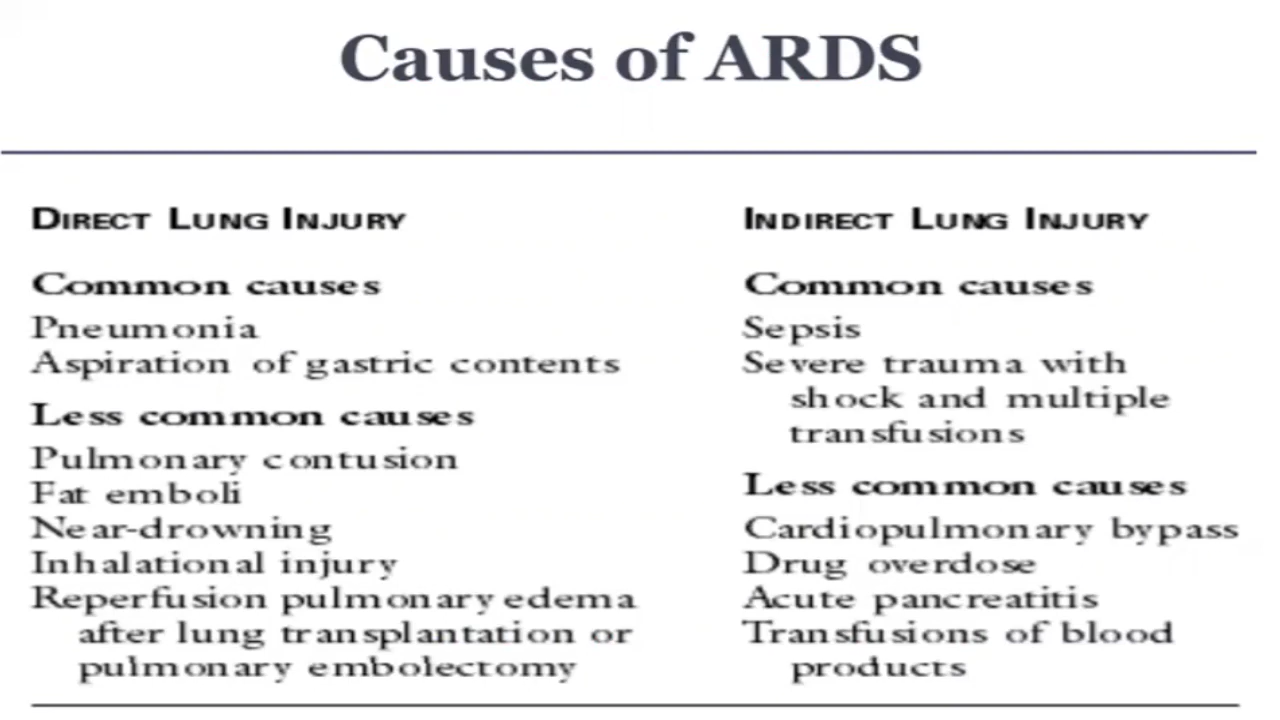 Causes of ARDS
DIRECT LUNG INJURY
Common causes
Pneumonia
Aspiration of gastric contents
Less common causes
Pulmonary contusion
Fat emboli
Near-drowning
Inhalational injury
Reperfusion pulmonary edema
after lung transplantation or
pulmonary embolectomy
INDIRECT LUNG INJURY
Common causes
Sepsis
Severe trauma with
shock and multiple
transfusions
Less common causes
Cardiopulmonary bypass
Drug overdose
Acute pancreatitis
Transfusions of blood
products